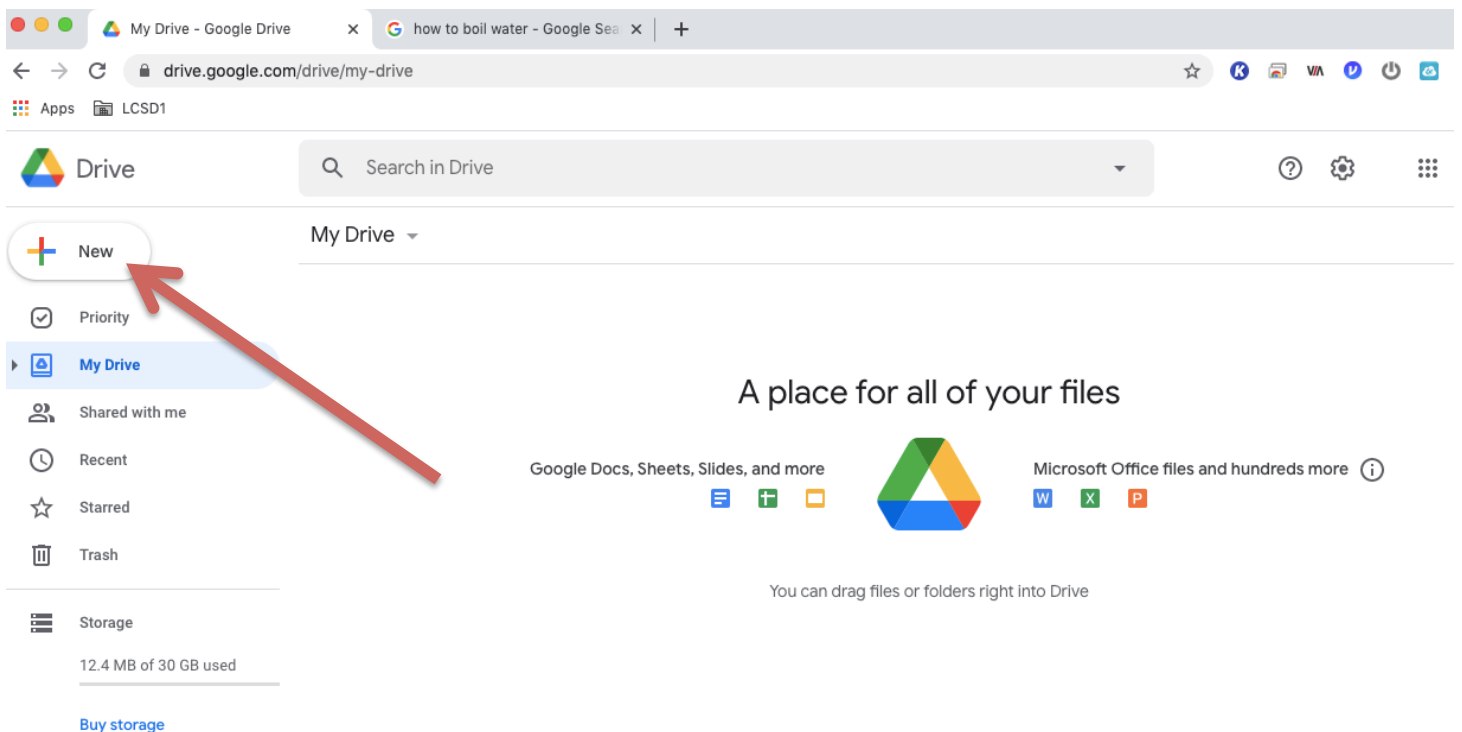 My Drive - Google Drive
how to boil water - Google Sea
drive.google.com/drive/my-drive
Apps LCSD1
Drive
Search in Drive
New
My Drive
Priority
My Drive
Shared with me
Recent
Starred
Trash
Storage
12.4 MB of 30 GB used
Buy storage
A place for all of your files
Google Docs, Sheets, Slides, and more
Microsoft Office files and hundreds more
W X P
You can drag files or folders right into Drive